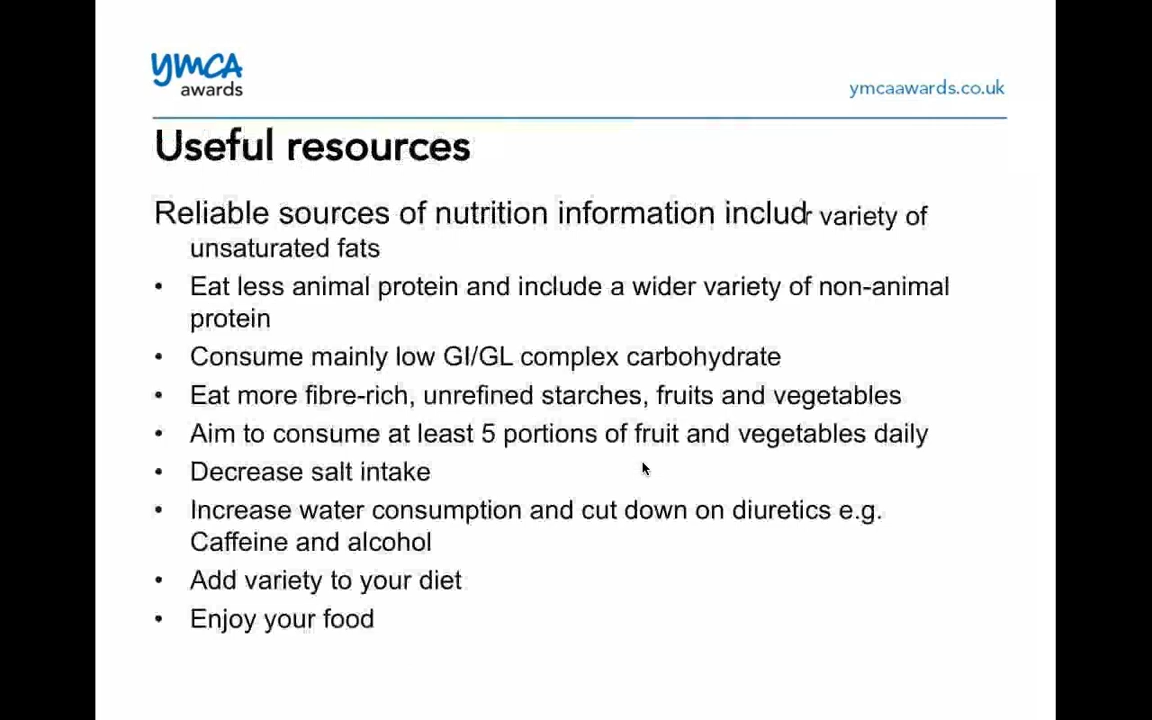 ymca
awards
ymcaawards.co.uk
Useful resources
Reliable sources of nutrition information includr variety of
unsaturated fats
• Eat less animal protein and include a wider variety of non-animal
protein
• Consume mainly low GI/GL complex carbohydrate
• Eat more fibre-rich, unrefined starches, fruits and vegetables
• Aim to consume at least 5 portions of fruit and vegetables daily
• Decrease salt intake
• Increase water consumption and cut down on diuretics e.g.
Caffeine and alcohol
• Add variety to your diet
• Enjoy your food